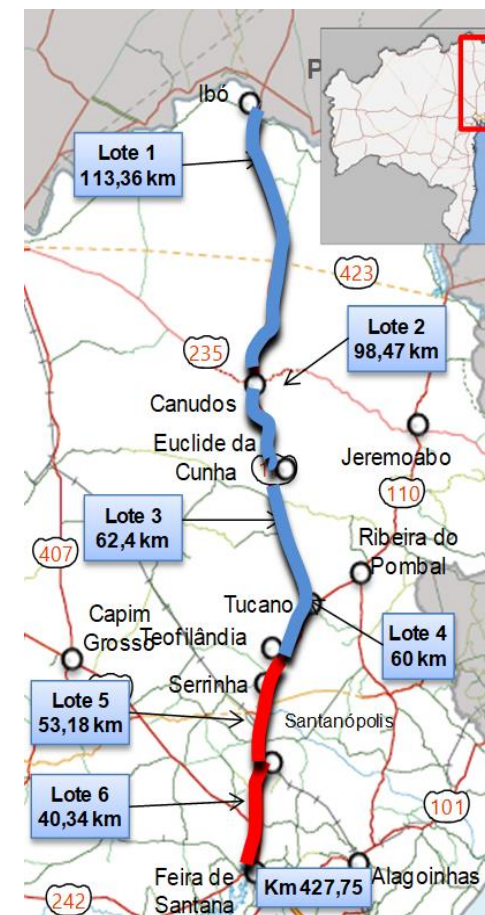 P
Ibó
Lote 1
113,36 km
423
Lote 2
98,47 km
235
Canudos
Euclide da
Cunha
1
Jeremoabo
110
Lote 3
62,4 km
407
Ribeira do
Pombal
Tucano
Capim
Grosso
Teofilândia
Lote 4
60 km
Serrinha
Lote 5
53,18 km
Santanópolis
Lote 6
40,34 km
101
Feira de
Santana
Km 427,75
Alagoinhas
242